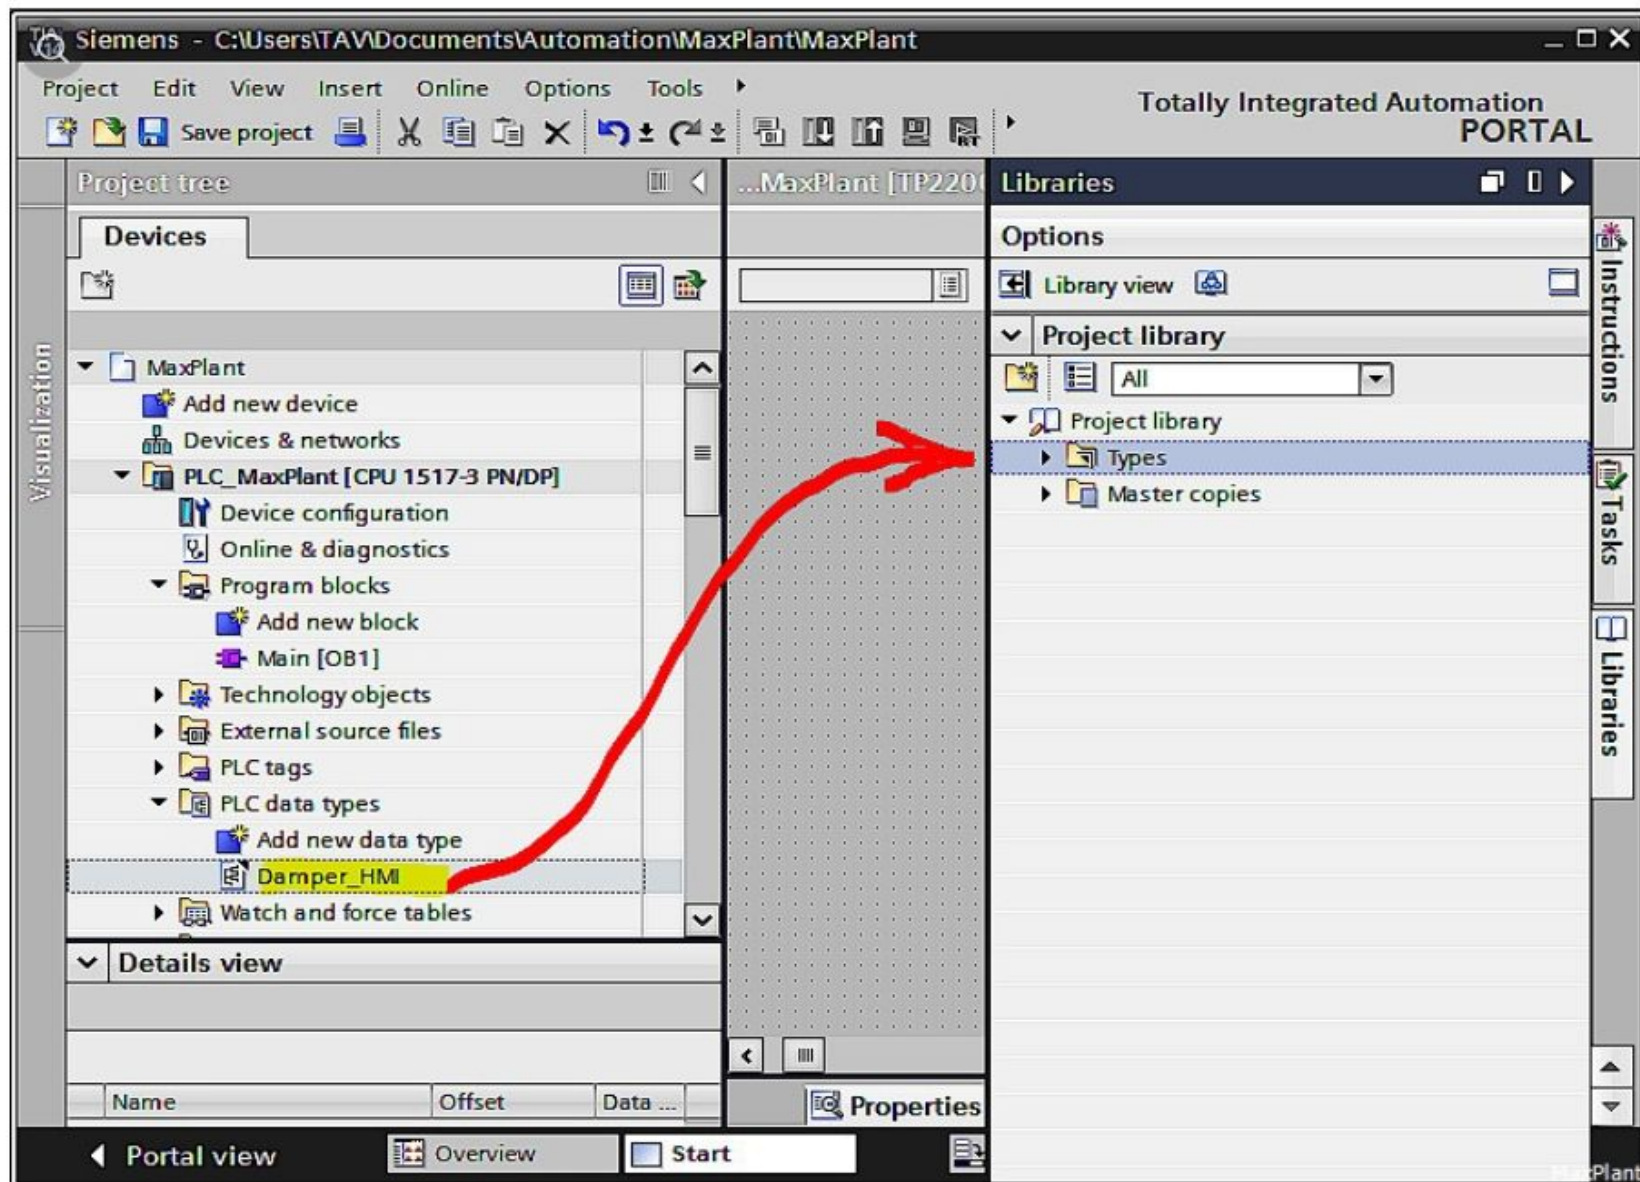 Siemens - C:\Users\TAV\Documents\Automation\MaxPlant\MaxPlant
Project Edit View Insert Online Options Tools
Totally Integrated Automation
PORTAL
Save project
Project tree
...MaxPlant [TP220
Libraries
Devices
Options
Library view
Project library
All
Project library
Types
Master copies
Visualization
MaxPlant
Add new device
Devices & networks
PLC_MaxPlant [CPU 1517-3 PN/DP]
Device configuration
Online & diagnostics
Program blocks
Add new block
Main [OB1]
Technology objects
External source files
PLC tags
PLC data types
Add new data type
Damper_HMI
Watch and force tables
Details view
Name Offset Data ...
Properties
Instructions
Tasks
Libraries
Portal view
Overview
Start
MaxPlant